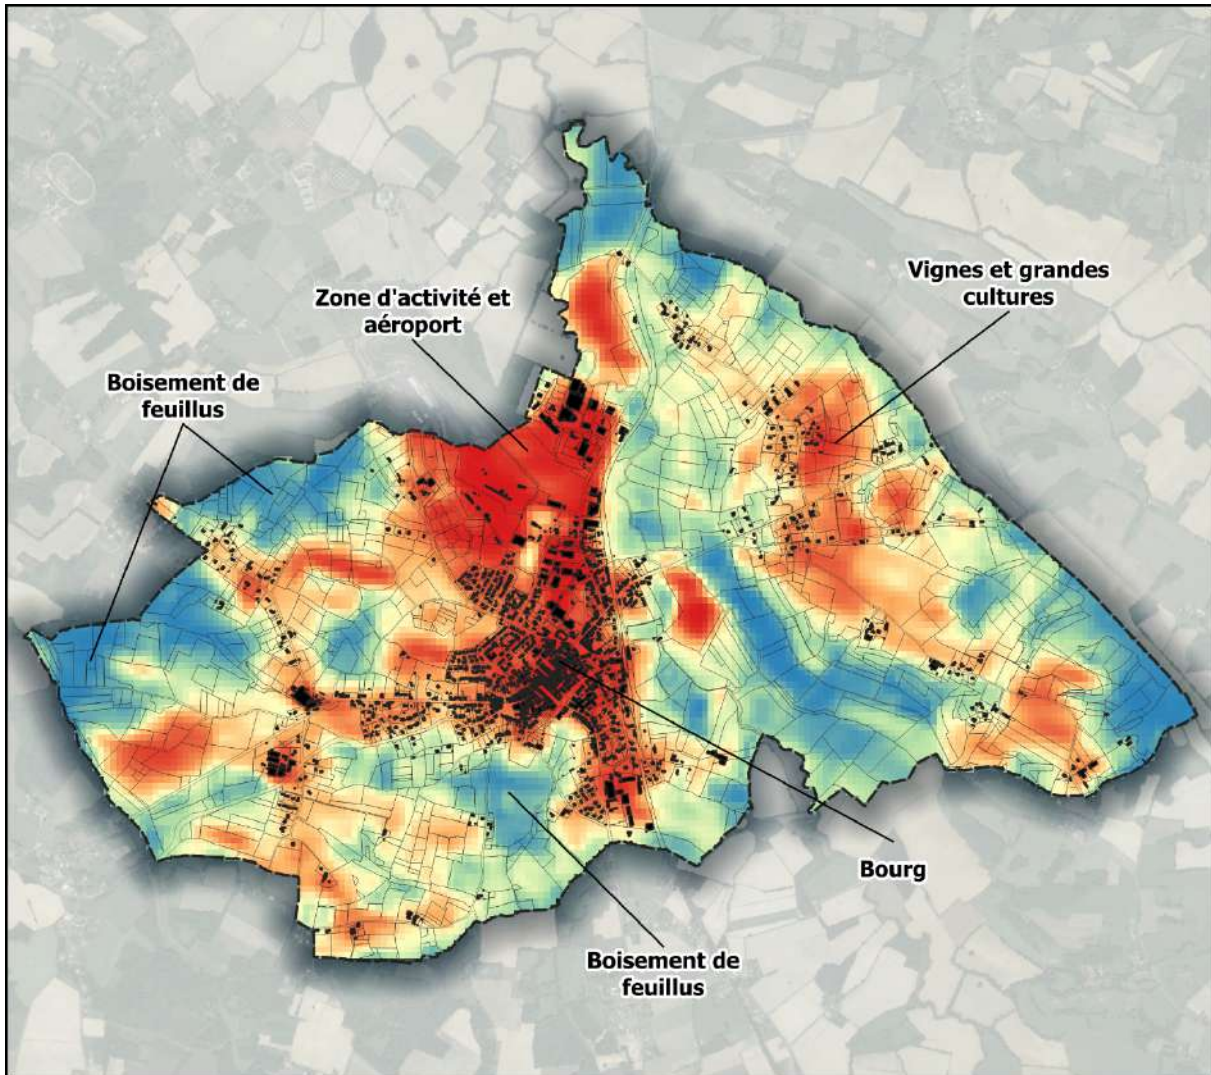 Vignes et grandes
cultures
Zone d'activité et
aéroport
Boisement de
feuillus
Bourg
Boisement de
feuillus